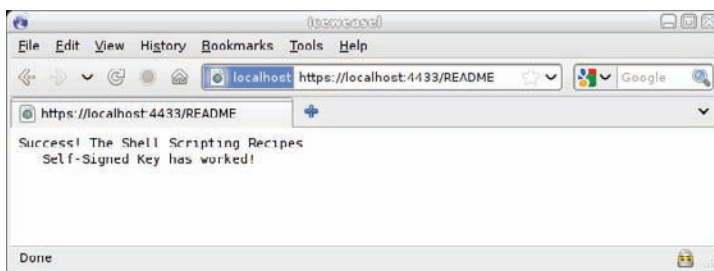 Iceweasel
File Edit View History Bookmarks Tools Help
localhost https://localhost:4433/README Google
https://localhost:4433/README
Success! The Shell Scripting Recipes
Self-Signed Key has worked!
Done